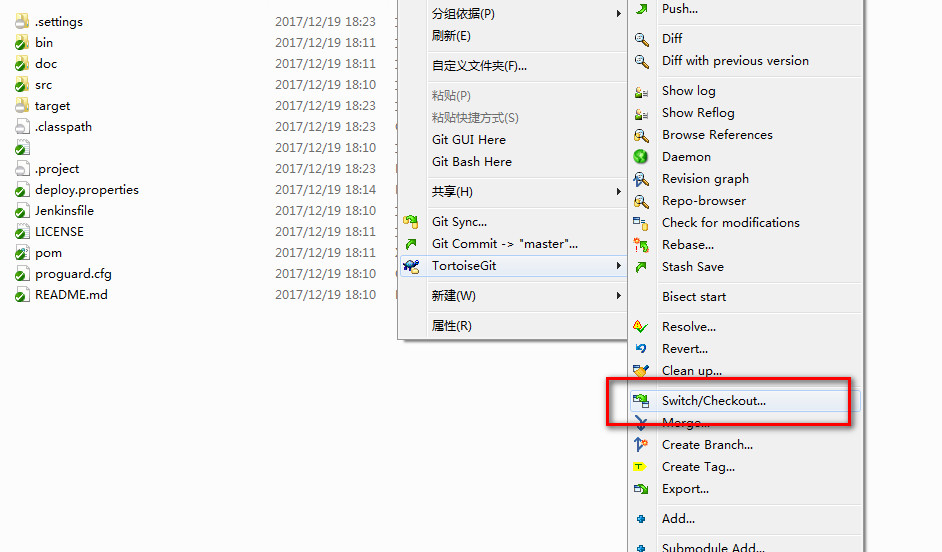 .settings 2017/12/19 18:23
bin 2017/12/19 18:11
doc 2017/12/19 18:11
src 2017/12/19 18:10
target 2017/12/19 18:23
.classpath 2017/12/19 18:23
2017/12/19 18:10
.project 2017/12/19 18:23
deploy.properties 2017/12/19 18:14
Jenkinsfile 2017/12/19 18:10
LICENSE 2017/12/19 18:11
pom 2017/12/19 18:11
proguard.cfg 2017/12/19 18:10
README.md 2017/12/19 18:10
分组依据(P)
刷新(E)
自定义文件夹(F)...
粘贴(P)
粘贴快捷方式(S)
Git GUI Here
Git Bash Here
共享(H)
Git Sync...
Git Commit -> "master"...
TortoiseGit
新建(W)
属性(R)
Push...
Diff
Diff with previous version
Show log
Show Reflog
Browse References
Daemon
Revision graph
Repo-browser
Check for modifications
Rebase...
Stash Save
Bisect start
Resolve...
Revert...
Clean up...
Switch/Checkout...
Merge...
Create Branch...
Create Tag...
Export...
Add...
Submodule Add...